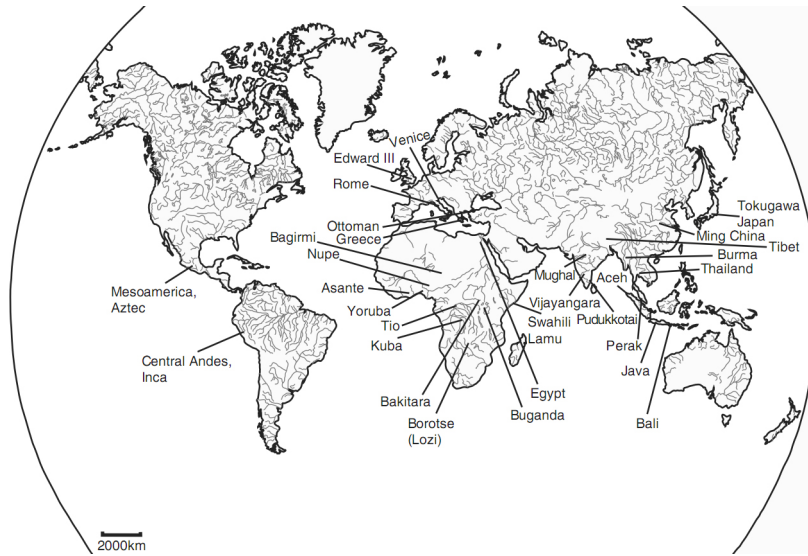 Venice
Edward III
Rome
Ottoman
Greece
Bagirmi
Nupe
Asante
Yoruba
Tio
Kuba
Mesoamerica,
Aztec
Central Andes,
Inca
Bakitara
Borotse
(Lozi)
Buganda
Egypt
Swahili
Lamu
Mughal
Aceh
Vijayangara
Pudukkotai
Perak
Java
Bali
Tokugawa
Japan
Ming China
Tibet
Burma
Thailand
2000km